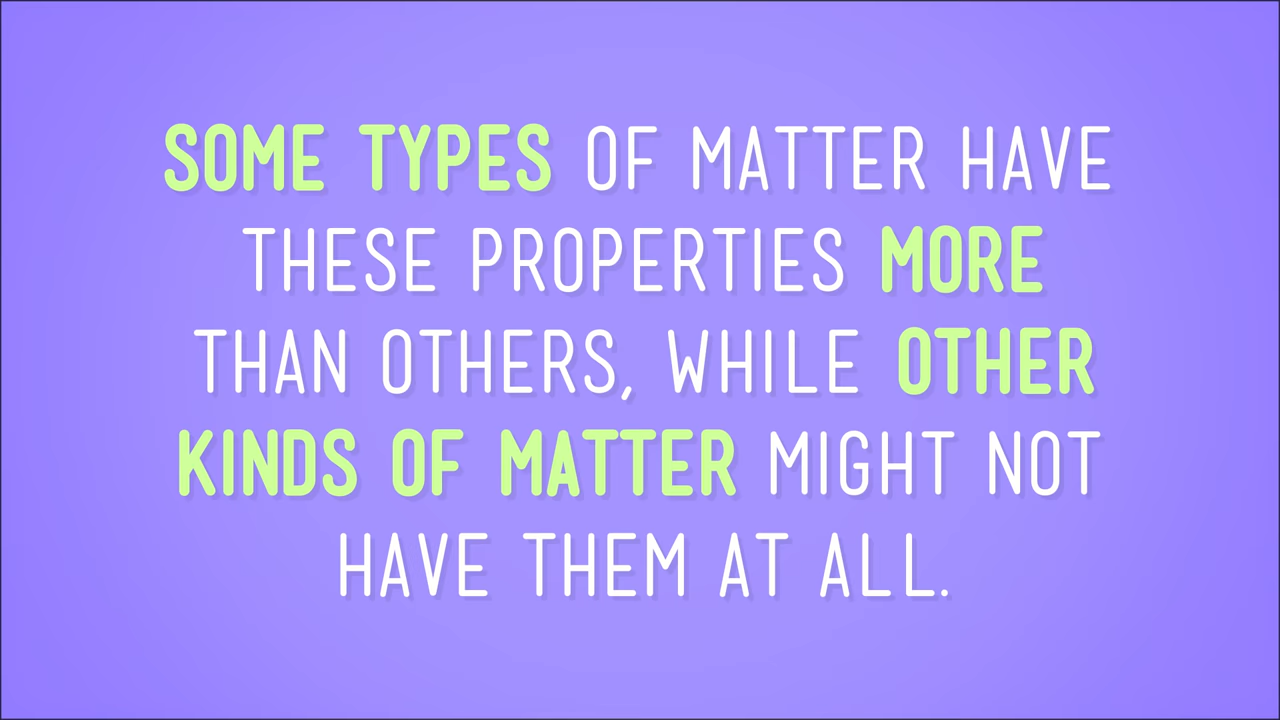 SOME TYPES OF MATTER HAVE
THESE PROPERTIES MORE
THAN OTHERS, WHILE OTHER
KINDS OF MATTER MIGHT NOT
HAVE THEM AT ALL.